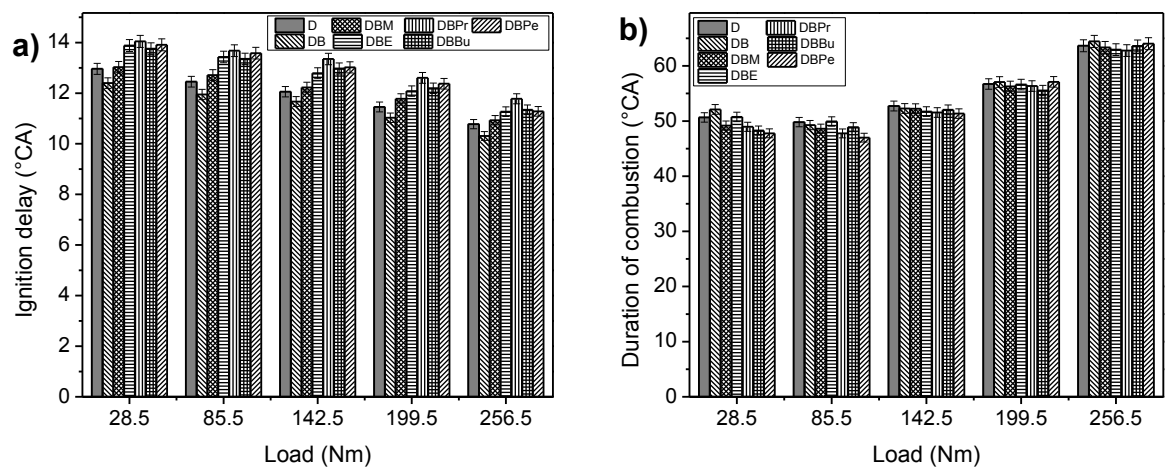 a)
D DBM DBPr DBPe
DB DBE DBBu
Ignition delay (°CA)
14
12
10
8
6
4
2
0
28.5 85.5 142.5 199.5 256.5
Load (Nm)
b)
D DBPr
DB DBBu
DBM DBPe
DBE
Duration of combustion (°CA)
60
50
40
30
20
10
0
28.5 85.5 142.5 199.5 256.5
Load (Nm)